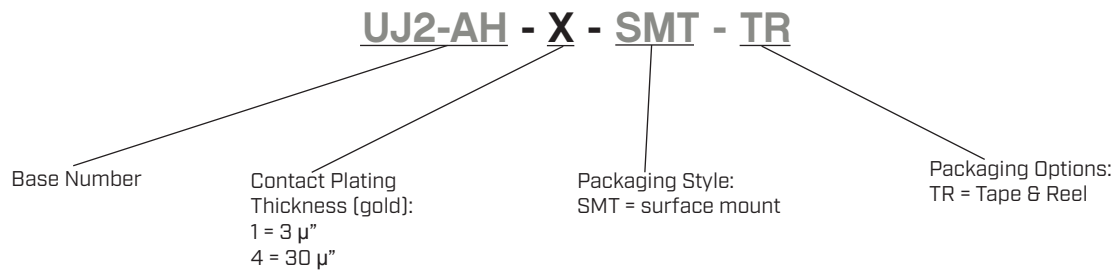 UJ2-AH - X - SMT - TR
Base Number
Contact Plating
Thickness (gold):
1 = 3 µ”
4 = 30 µ”
Packaging Style:
SMT = surface mount
Packaging Options:
TR = Tape & Reel